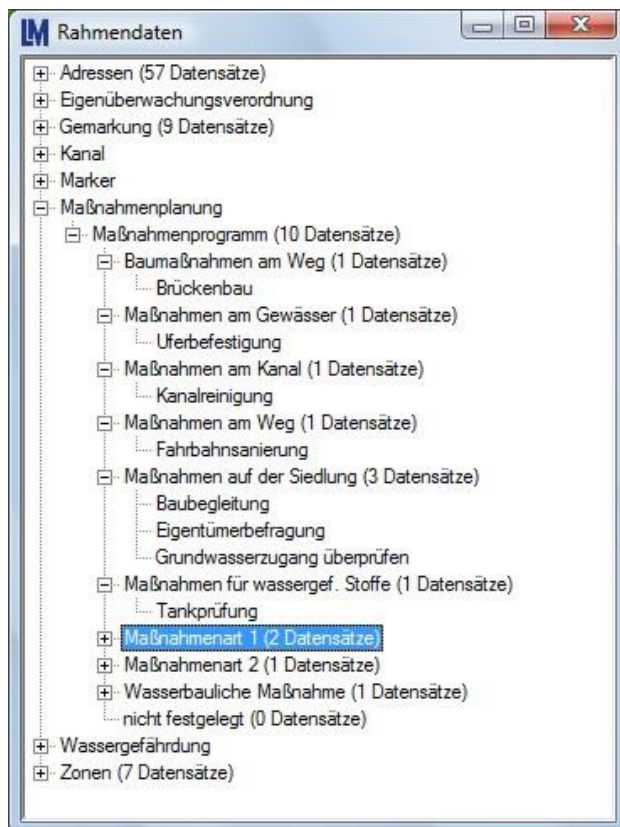 LM Rahmendaten
Adressen (57 Datensätze)
Eigenüberwachungsverordnung
Gemarkung (9 Datensätze)
Kanal
Marker
Maßnahmenplanung
Maßnahmenprogramm (10 Datensätze)
Baumaßnahmen am Weg (1 Datensätze)
Brückenbau
Maßnahmen am Gewässer (1 Datensätze)
Uferbefestigung
Maßnahmen am Kanal (1 Datensätze)
Kanalreinigung
Maßnahmen am Weg (1 Datensätze)
Fahrbahnsanierung
Maßnahmen auf der Siedlung (3 Datensätze)
Baubegleitung
Eigentümerbefragung
Grundwasserzugang überprüfen
Maßnahmen für wassergef. Stoffe (1 Datensätze)
Tankprüfung
Maßnahmenart 1 (2 Datensätze)
Maßnahmenart 2 (1 Datensätze)
Wasserbauliche Maßnahme (1 Datensätze)
nicht festgelegt (0 Datensätze)
Wassergefährdung
Zonen (7 Datensätze)